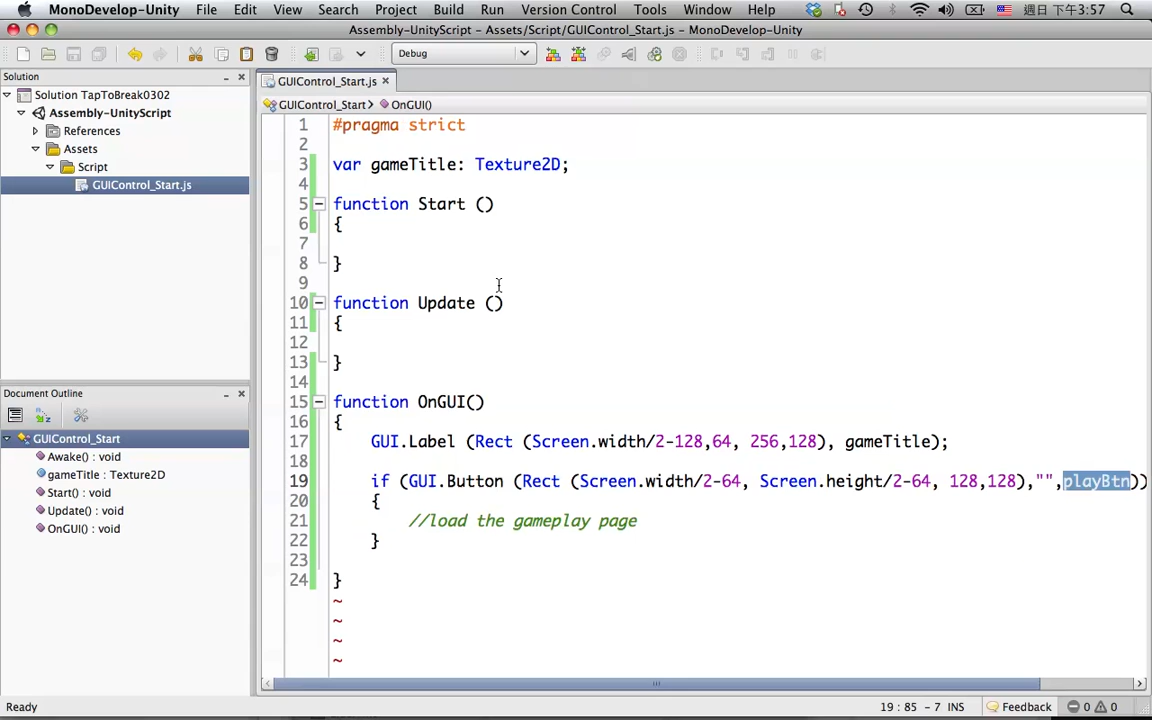 MonoDevelop-Unity File Edit View Search Project Build Run Version Control Tools Window Help 週日 下午3:57
Assembly-UnityScript - Assets/Script/GUIControl_Start.js - MonoDevelop-Unity
Debug
Solution
Solution TapToBreak0302
Assembly-UnityScript
References
Assets
Script
GUIControl_Start.js
Document Outline
GUIControl_Start
Awake() : void
gameTitle : Texture2D
Start() : void
Update() : void
OnGUI() : void
GUIControl_Start.js
GUIControl_Start OnGUI()
1 #pragma strict
2
3 var gameTitle: Texture2D;
4
5 function Start ()
6 {
7
8 }
9
10 function Update ()
11 {
12
13 }
14
15 function OnGUI()
16 {
17 GUI.Label (Rect (Screen.width/2-128,64, 256,128), gameTitle);
18
19 if (GUI.Button (Rect (Screen.width/2-64, Screen.height/2-64, 128,128),"",playBtn))
20 {
21 //load the gameplay page
22 }
23
24 }
~
~
~
~
Ready 19 : 85 - 7 INS Feedback 0 0